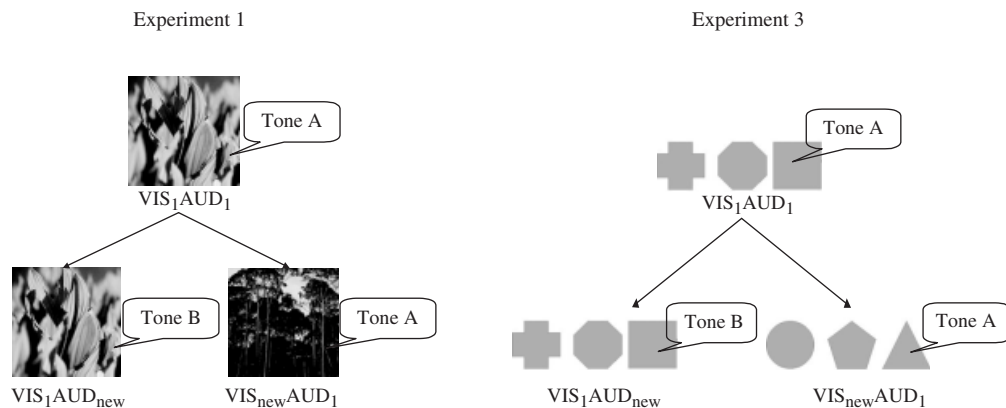 Experiment 1
Tone A
VIS₁AUD₁
Tone B
VIS₁AUDnew
Tone A
VISnewAUD₁
Experiment 3
Tone A
VIS₁AUD₁
Tone B
VIS₁AUDnew
Tone A
VISnewAUD₁